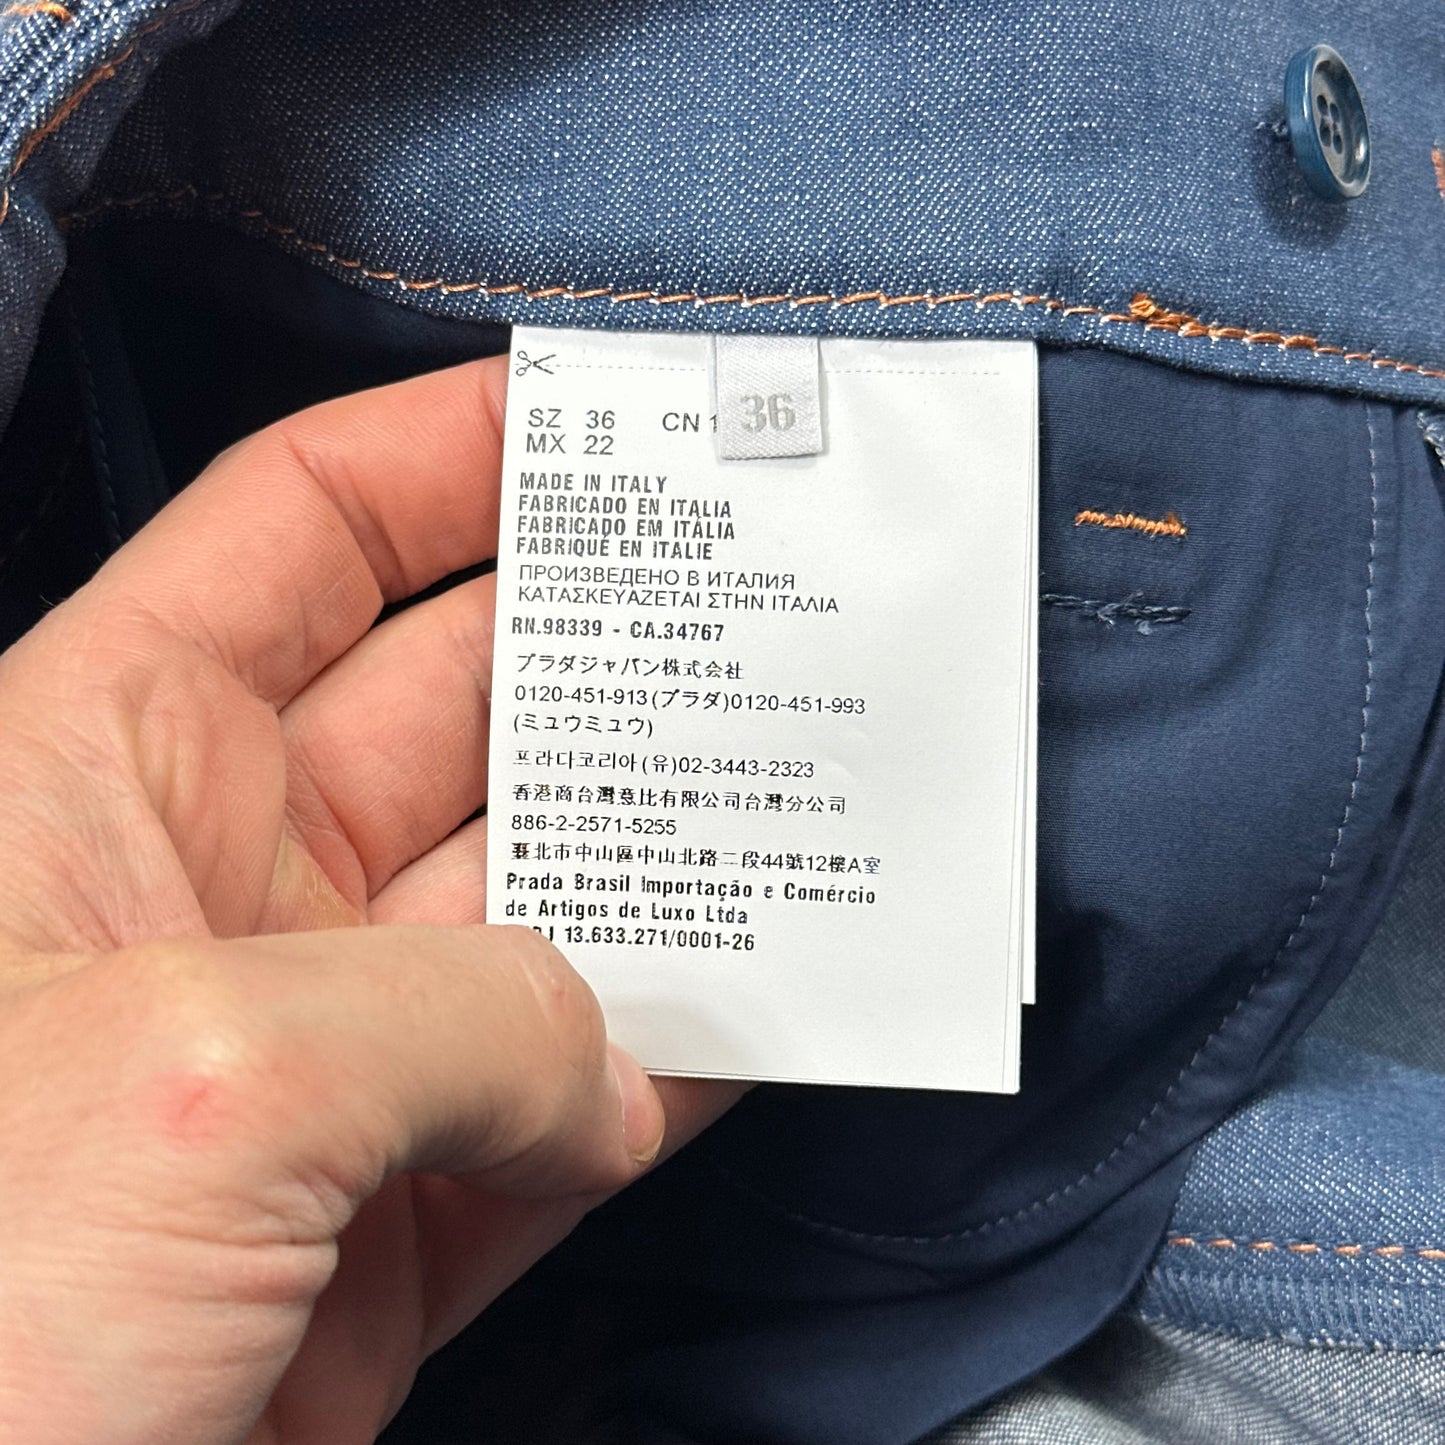 SZ 36 CN 1
MX 22
36
MADE IN ITALY
FABRICADO EN ITALIA
FABRICADO EM ITÁLIA
FABRIQUÉ EN ITALIE
ПРОИЗВЕДЕНО В ИТАЛИЯ
ΚΑΤΑΣΚΕΥΑΖΕΤΑΙ ΣΤΗΝ ΙΤΑΛΙΑ
RN.98339 - CA.34767
プラダジャパン株式会社
0120-451-913(プラダ)0120-451-993
(ミュウミュウ)
프라다코리아(유)02-3443-2323
香港商台灣意比有限公司台灣分公司
886-2-2571-5255
臺北市中山區中山北路二段44號12樓A室
Prada Brasil Importação e Comércio
de Artigos de Luxo Ltda
13.633.271/0001-26